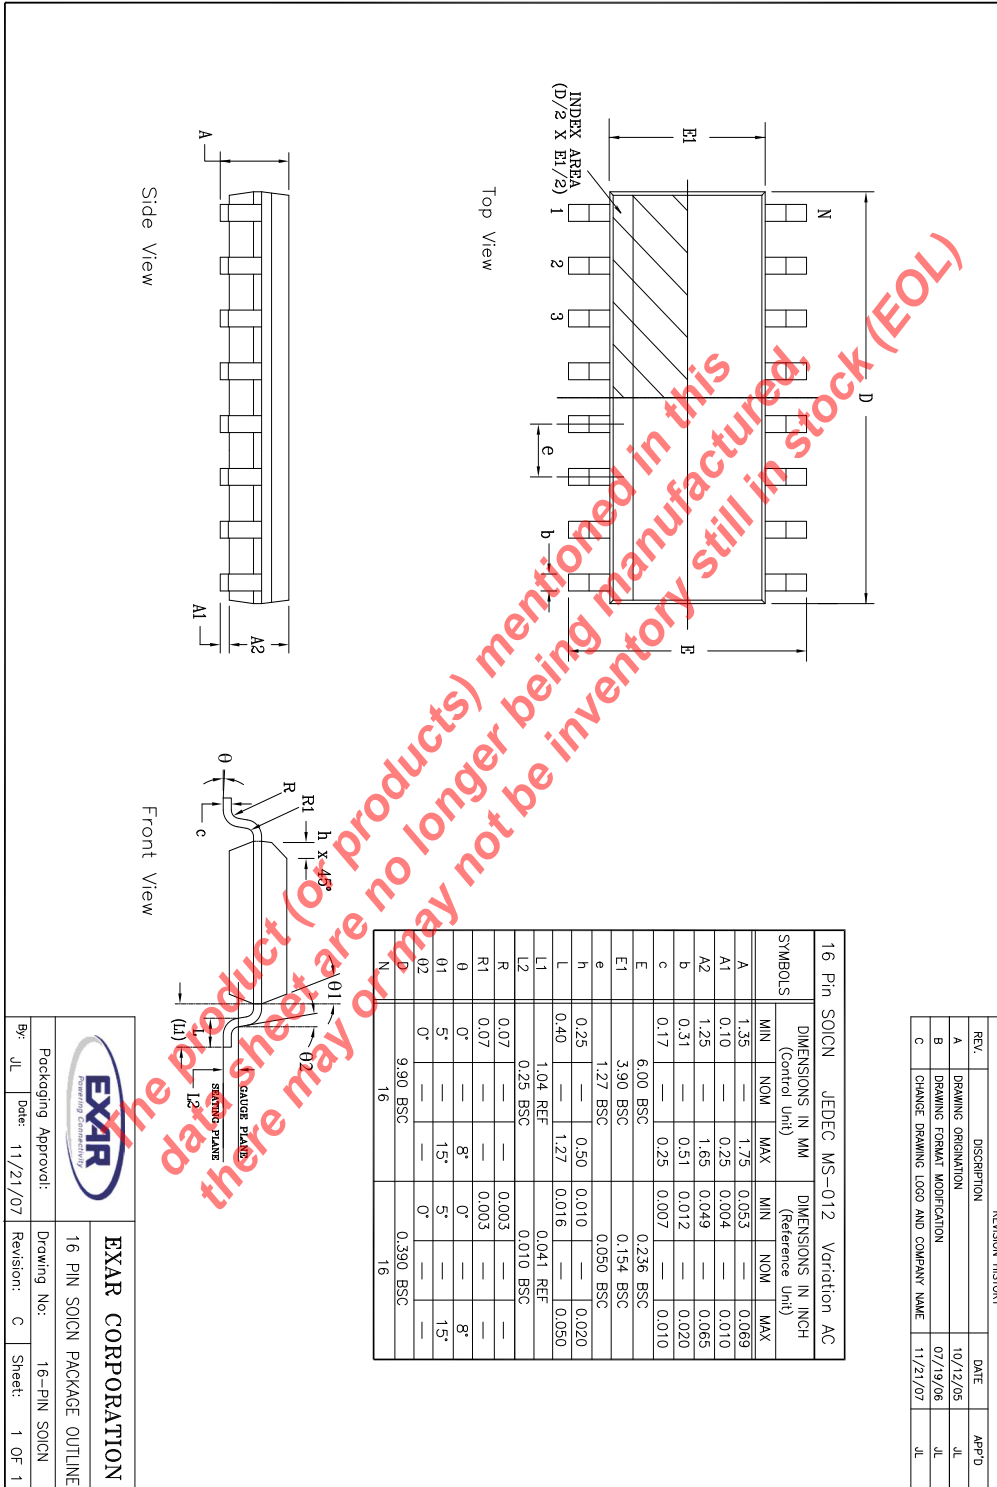 REVISION HISTORY
REV. DISCRIPTION DATE APP'D
A DRAWING ORIGINATION 10/12/05 JL
B DRAWING FORMAT MODIFICATION 07/19/06 JL
C CHANGE DRAWING LOGO AND COMPANY NAME 11/21/07 JL
N
D
E1
E
INDEX AREA
(D/2 X E1/2)
1
2
3
e
b
Top View
A
A1
A2
Side View
16 Pin SOICN JEDEC MS-012 Variation AC
SYMBOLS
DIMENSIONS IN MM
(Control Unit)
DIMENSIONS IN INCH
(Reference Unit)
MIN NOM MAX MIN NOM MAX
A 1.35 — 1.75 0.053 — 0.069
A1 0.10 — 0.25 0.004 — 0.010
A2 1.25 — 1.65 0.049 — 0.065
b 0.31 — 0.51 0.012 — 0.020
c 0.17 — 0.25 0.007 — 0.010
E 6.00 BSC 0.236 BSC
E1 3.90 BSC 0.154 BSC
e 1.27 BSC 0.050 BSC
h 0.25 — 0.50 0.010 — 0.020
L 0.40 — 1.27 0.016 — 0.050
L1 1.04 REF 0.041 REF
L2 0.25 BSC 0.010 BSC
R 0.07 — — 0.003 — —
R1 0.07 — — 0.003 — —
θ 0° — 8° 0° — 8°
θ1 5° — 15° 5° — 15°
θ2 0° — — 0° — —
D 9.90 BSC 0.390 BSC
N 16 16
h x 45°
R1
R
θ
c
θ1
θ2
L
(L1)
L2
GAUGE PLANE
SEATING PLANE
Front View
The product (or products) mentioned in this
data sheet are no longer being manufactured,
there may or may not be inventory still in stock (EOL)
EXAR
Powering Connectivity
EXAR CORPORATION
16 PIN SOICN PACKAGE OUTLINE
Packaging Approval:
Drawing No: 16-PIN SOICN
By: JL Date: 11/21/07 Revision: C Sheet: 1 OF 1